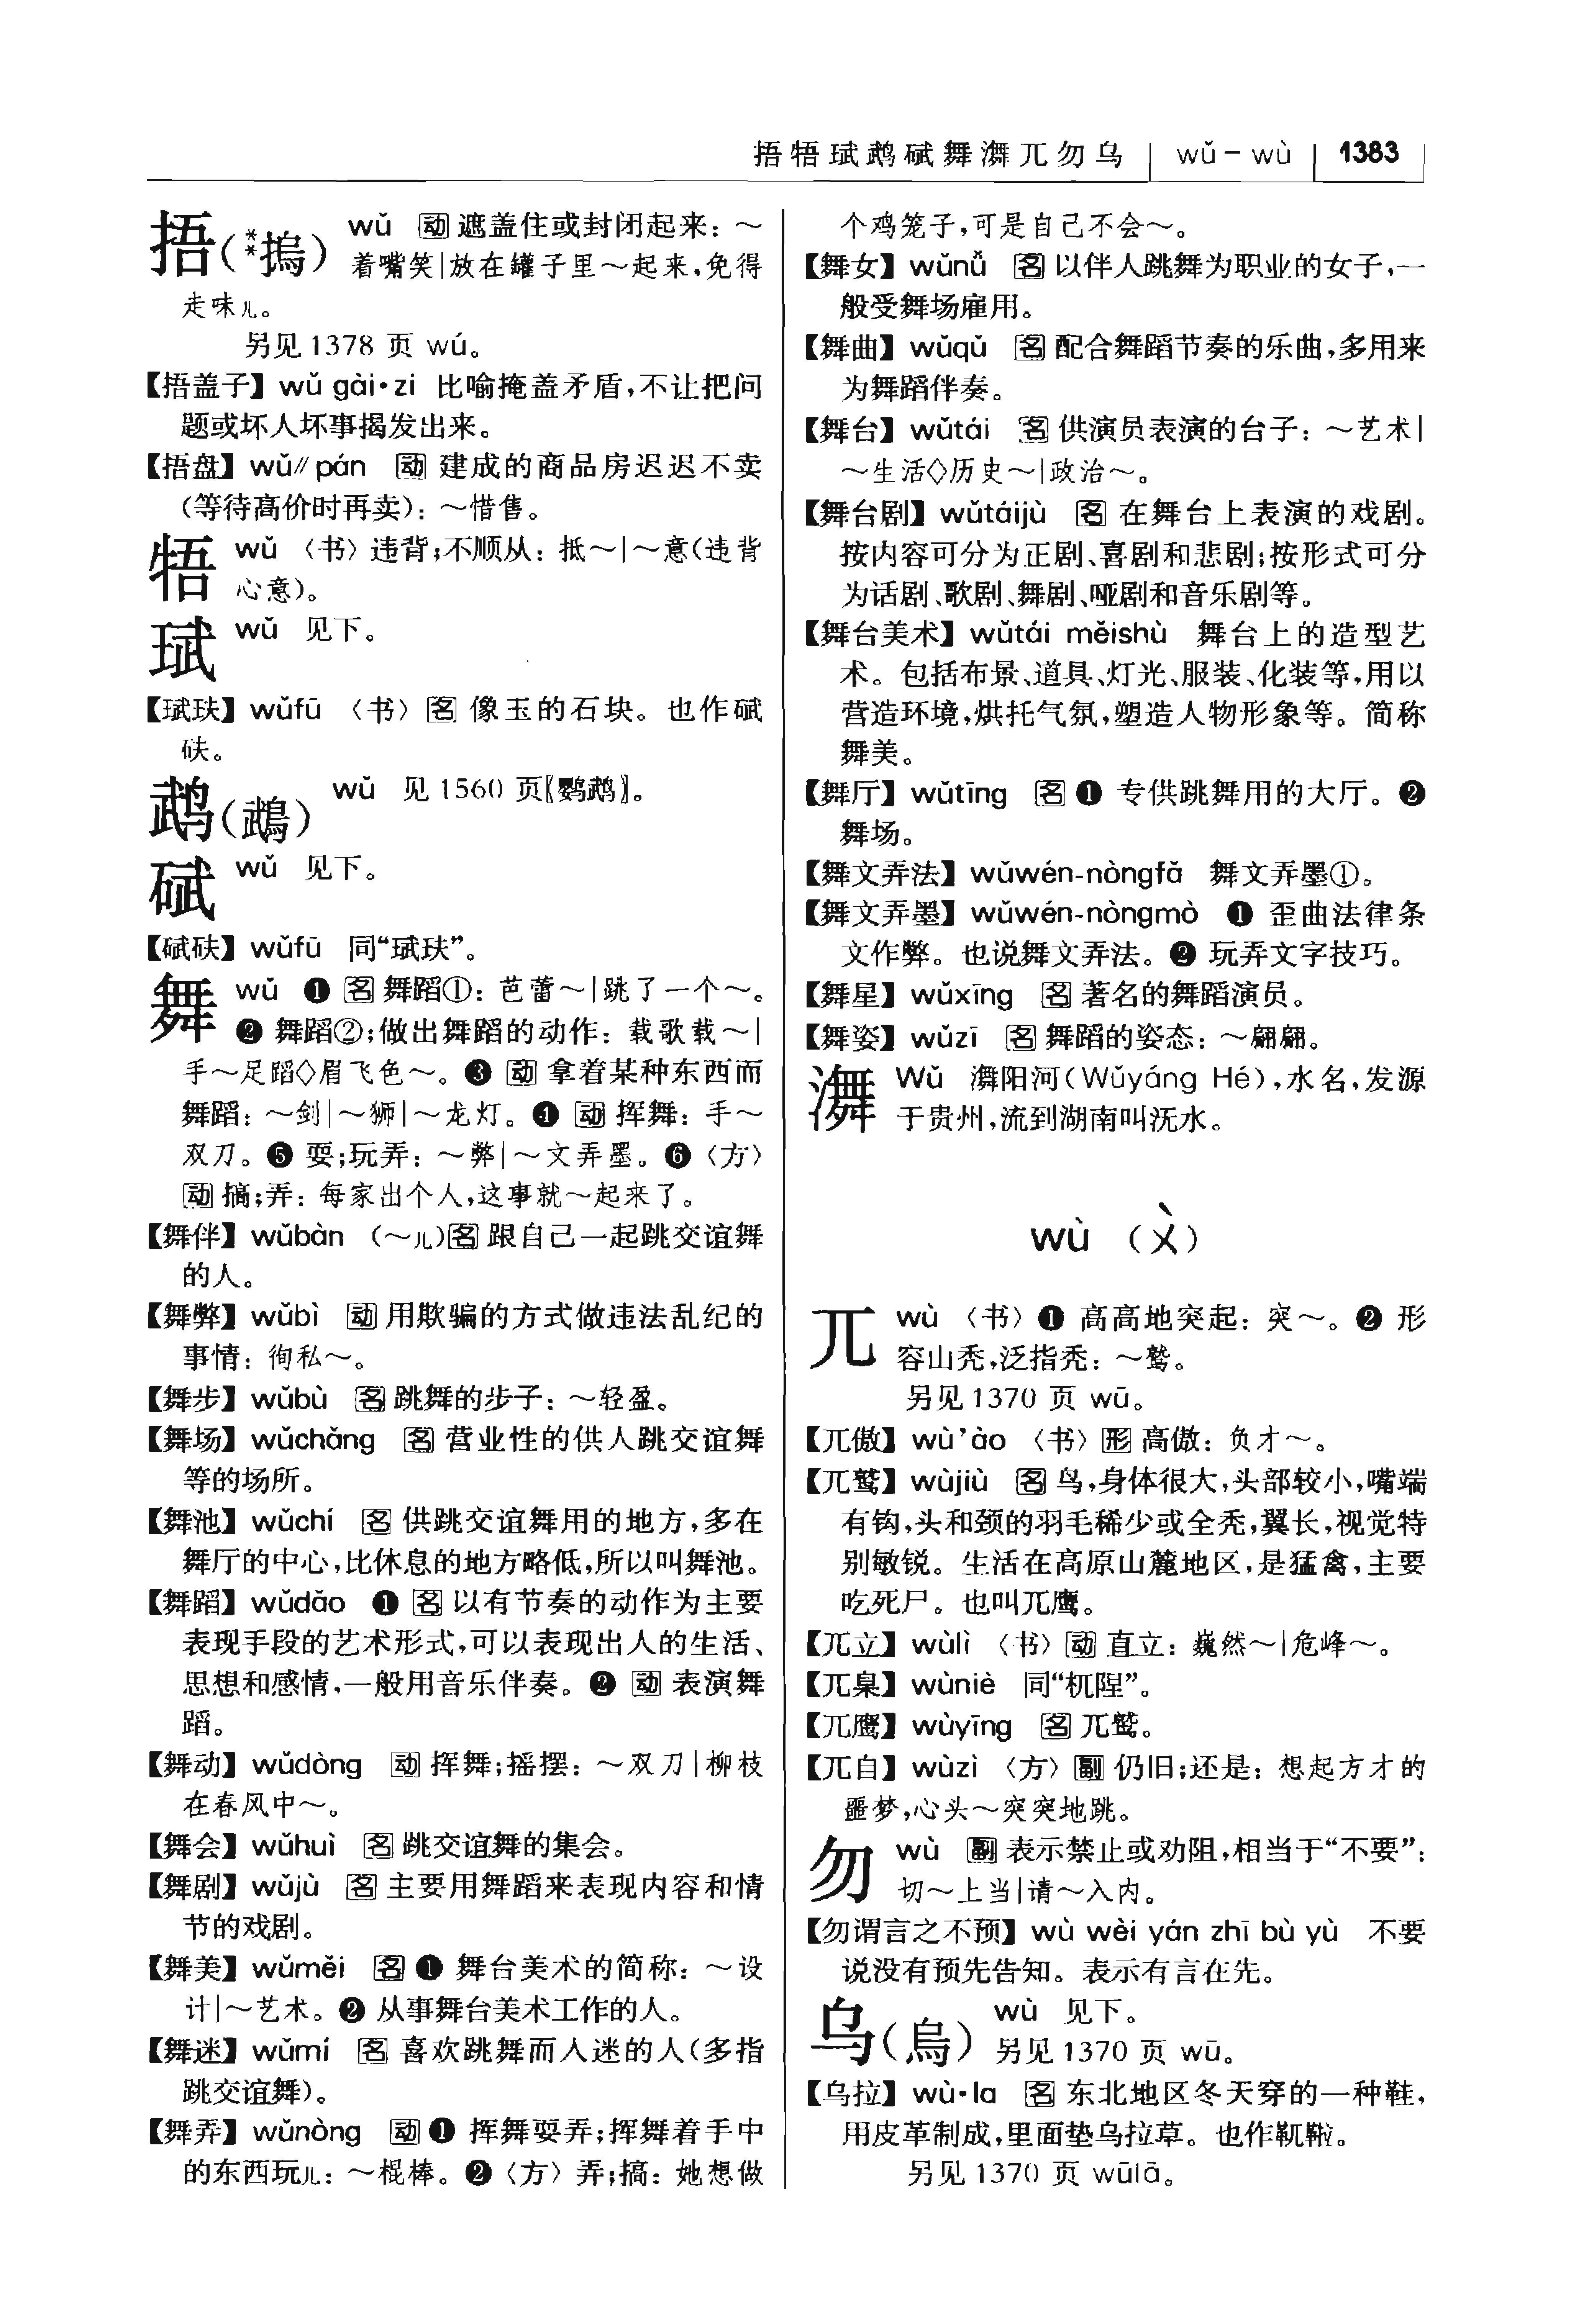 捂牾珷鹉碔舞潕兀勿乌 wǔ－wù 1383
捂(**摀) wǔ 动 遮盖住或封闭起来：～
着嘴笑|放在罐子里～起来，免得
走味儿。
另见 1378 页 wú。
【捂盖子】wǔ gài·zi 比喻掩盖矛盾，不让把问
题或坏人坏事揭发出来。
【捂盘】wǔ∥pán 动 建成的商品房迟迟不卖
（等待高价时再卖）：～惜售。
牾 wǔ 〈书〉违背；不顺从：抵～|～意（违背
心意）。
珷 wǔ 见下。
【珷玞】wǔfū 〈书〉名 像玉的石块。也作碔
砆。
鹉(鵡) wǔ 见 1560 页〖鹦鹉〗。
碔 wǔ 见下。
【碔砆】wǔfū 同“珷玞”。
舞 wǔ ❶ 名 舞蹈①：芭蕾～|跳了一个～。
❷ 舞蹈②；做出舞蹈的动作：载歌载～|
手～足蹈◇眉飞色～。❸ 动 拿着某种东西而
舞蹈：～剑|～狮|～龙灯。❹ 动 挥舞：手～
双刀。❺ 耍；玩弄：～弊|～文弄墨。❻〈方〉
动 搞；弄：每家出个人，这事就～起来了。
【舞伴】wǔbàn （～儿）名 跟自己一起跳交谊舞
的人。
【舞弊】wǔbì 动 用欺骗的方式做违法乱纪的
事情：徇私～。
【舞步】wǔbù 名 跳舞的步子：～轻盈。
【舞场】wǔchǎng 名 营业性的供人跳交谊舞
等的场所。
【舞池】wǔchí 名 供跳交谊舞用的地方，多在
舞厅的中心，比休息的地方略低，所以叫舞池。
【舞蹈】wǔdǎo ❶ 名 以有节奏的动作为主要
表现手段的艺术形式，可以表现出人的生活、
思想和感情，一般用音乐伴奏。❷ 动 表演舞
蹈。
【舞动】wǔdòng 动 挥舞；摇摆：～双刀|柳枝
在春风中～。
【舞会】wǔhuì 名 跳交谊舞的集会。
【舞剧】wǔjù 名 主要用舞蹈来表现内容和情
节的戏剧。
【舞美】wǔměi 名 ❶ 舞台美术的简称：～设
计|～艺术。❷ 从事舞台美术工作的人。
【舞迷】wǔmí 名 喜欢跳舞而入迷的人（多指
跳交谊舞）。
【舞弄】wǔnòng 动 ❶ 挥舞耍弄；挥舞着手中
的东西玩儿：～棍棒。❷〈方〉弄；搞：她想做
个鸡笼子，可是自己不会～。
【舞女】wǔnǚ 名 以伴人跳舞为职业的女子，一
般受舞场雇用。
【舞曲】wǔqǔ 名 配合舞蹈节奏的乐曲，多用来
为舞蹈伴奏。
【舞台】wǔtái 名 供演员表演的台子：～艺术|
～生活◇历史～|政治～。
【舞台剧】wǔtáijù 名 在舞台上表演的戏剧。
按内容可分为正剧、喜剧和悲剧；按形式可分
为话剧、歌剧、舞剧、哑剧和音乐剧等。
【舞台美术】wǔtái měishù 舞台上的造型艺
术。包括布景、道具、灯光、服装、化装等，用以
营造环境，烘托气氛，塑造人物形象等。简称
舞美。
【舞厅】wǔtīng 名 ❶ 专供跳舞用的大厅。❷
舞场。
【舞文弄法】wǔwén-nòngfǎ 舞文弄墨①。
【舞文弄墨】wǔwén-nòngmò ❶ 歪曲法律条
文作弊。也说舞文弄法。❷ 玩弄文字技巧。
【舞星】wǔxīng 名 著名的舞蹈演员。
【舞姿】wǔzī 名 舞蹈的姿态：～翩翩。
潕 Wǔ 潕阳河（Wǔyáng Hé），水名，发源
于贵州，流到湖南叫沅水。
wù （ㄨˋ）
兀 wù 〈书〉❶ 高高地突起：突～。❷ 形
容山秃，泛指秃：～鹫。
另见 1370 页 wū。
【兀傲】wù’ào 〈书〉形 高傲：负才～。
【兀鹫】wùjiù 名 鸟，身体很大，头部较小，嘴端
有钩，头和颈的羽毛稀少或全秃，翼长，视觉特
别敏锐。生活在高原山麓地区，是猛禽，主要
吃死尸。也叫兀鹰。
【兀立】wùlì 〈书〉动 直立：巍然～|危峰～。
【兀臬】wùniè 同“杌陧”。
【兀鹰】wùyīng 名 兀鹫。
【兀自】wùzì 〈方〉副 仍旧；还是：想起方才的
噩梦，心头～突突地跳。
勿 wù 副 表示禁止或劝阻，相当于“不要”：
切～上当|请～入内。
【勿谓言之不预】wù wèi yán zhī bù yù 不要
说没有预先告知。表示有言在先。
乌(烏) wù 见下。
另见 1370 页 wū。
【乌拉】wù·la 名 东北地区冬天穿的一种鞋，
用皮革制成，里面垫乌拉草。也作靰鞡。
另见 1370 页 wūlā。